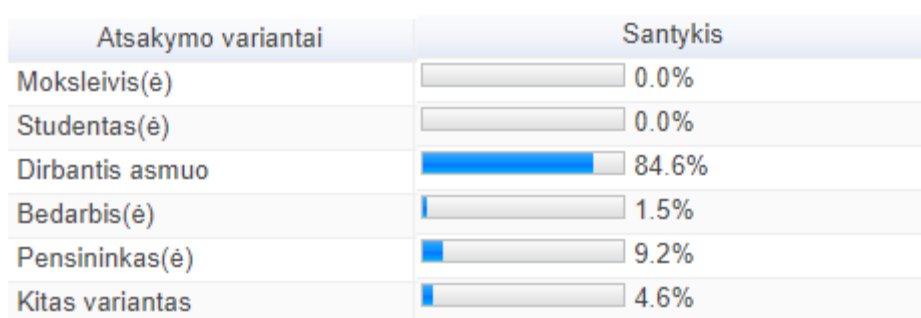 Atsakymo variantai Santykis
Moksleivis(ė) 0.0%
Studentas(ė) 0.0%
Dirbantis asmuo 84.6%
Bedarbis(ė) 1.5%
Pensininkas(ė) 9.2%
Kitas variantas 4.6%